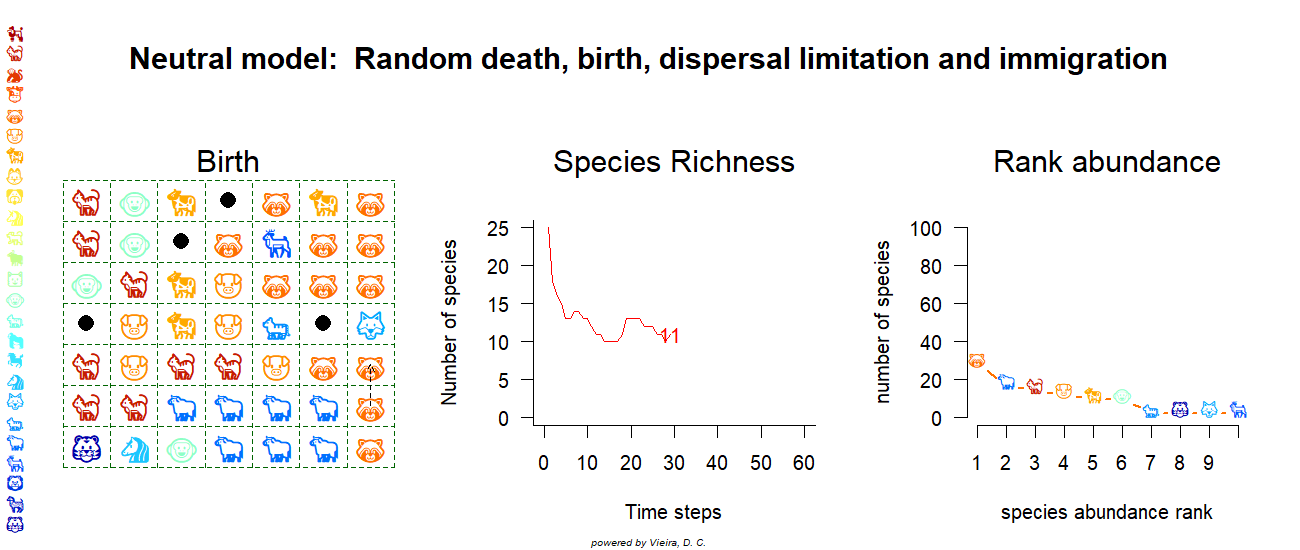 Neutral model:  Random death, birth, dispersal limitation and immigration
Birth
Species Richness
Number of species
25
20
15
10
5
0
11
0 10 20 30 40 50 60
Time steps
Rank abundance
number of species
100
80
60
40
20
0
1 2 3 4 5 6 7 8 9
species abundance rank
powered by Vieira, D. C.